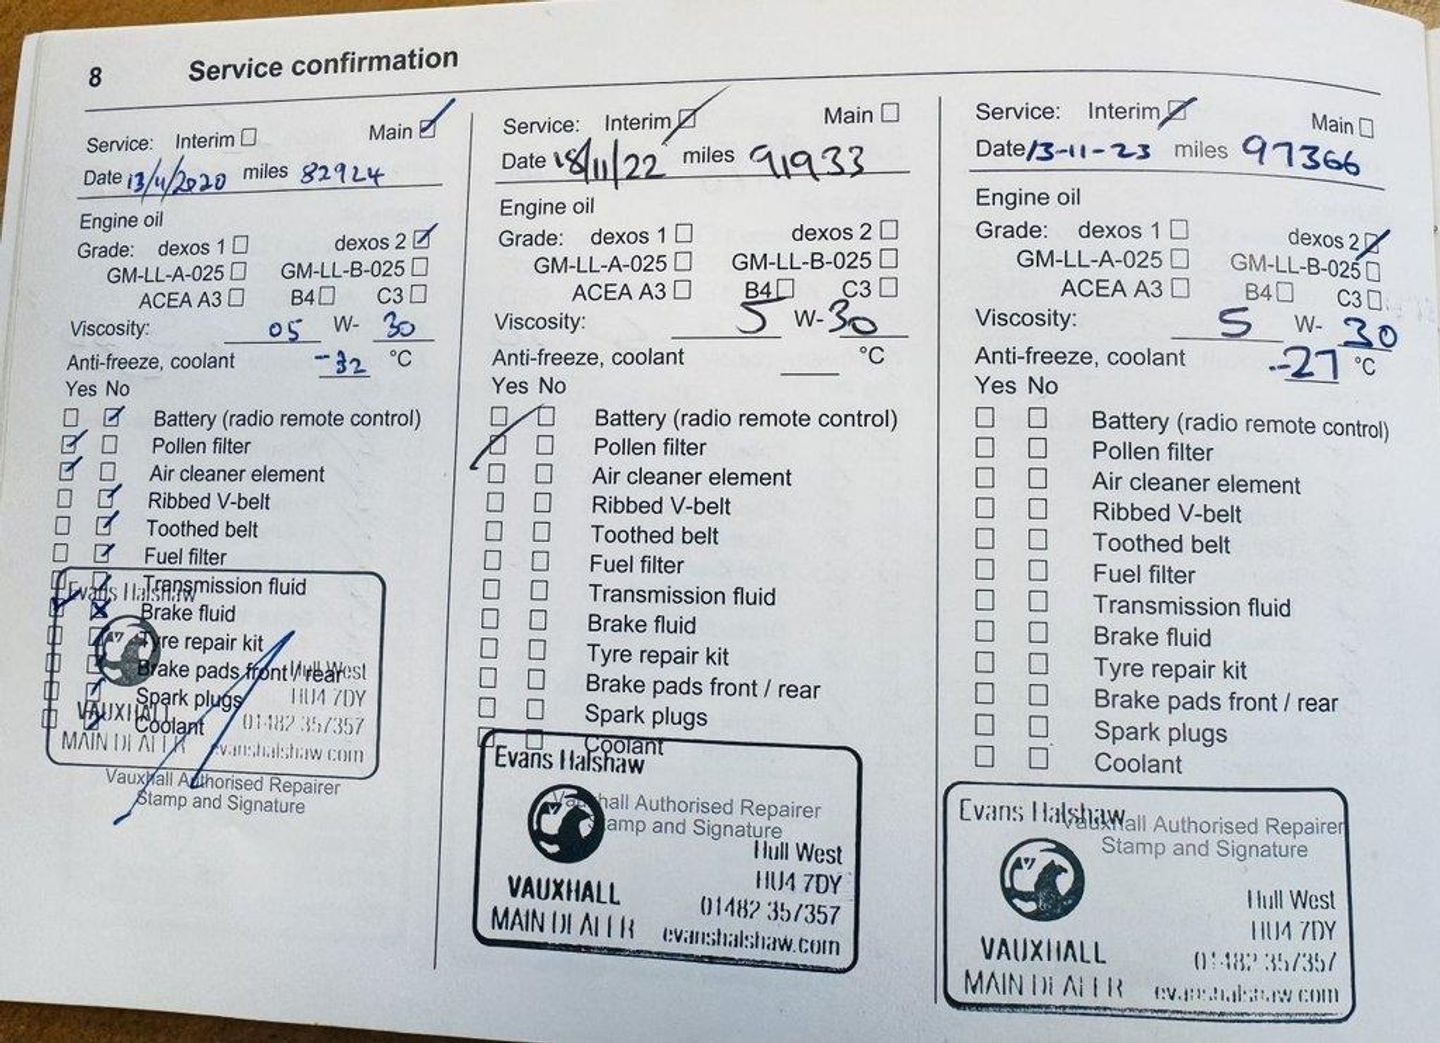 8 Service confirmation
Service: Interim Main
Date 13/11/2020 miles 82924
Engine oil
Grade: dexos 1 dexos 2
GM-LL-A-025 GM-LL-B-025
ACEA A3 B4 C3
Viscosity: 05 W- 30
Anti-freeze, coolant -32 °C
Yes No
Battery (radio remote control)
Pollen filter
Air cleaner element
Ribbed V-belt
Toothed belt
Fuel filter
Transmission fluid
Evans Halshaw
Brake fluid
Tyre repair kit
Brake pads front / rear
Hull West
Spark plugs
HU4 7DY
VAUXHALL
Coolant
01482 357357
MAIN DEALER
evanshalshaw.com
Vauxhall Authorised Repairer
Stamp and Signature
Service: Interim Main
Date 18/11/22 miles 91933
Engine oil
Grade: dexos 1 dexos 2
GM-LL-A-025 GM-LL-B-025
ACEA A3 B4 C3
Viscosity: 5 W- 30
Anti-freeze, coolant °C
Yes No
Battery (radio remote control)
Pollen filter
Air cleaner element
Ribbed V-belt
Toothed belt
Fuel filter
Transmission fluid
Brake fluid
Tyre repair kit
Brake pads front / rear
Spark plugs
Coolant
Evans Halshaw
Vauxhall Authorised Repairer
Stamp and Signature
Hull West
HU4 7DY
VAUXHALL
01482 357357
MAIN DEALER
evanshalshaw.com
Service: Interim Main
Date 13-11-23 miles 97366
Engine oil
Grade: dexos 1 dexos 2
GM-LL-A-025 GM-LL-B-025
ACEA A3 B4 C3
Viscosity: 5 W- 30
Anti-freeze, coolant -27 °C
Yes No
Battery (radio remote control)
Pollen filter
Air cleaner element
Ribbed V-belt
Toothed belt
Fuel filter
Transmission fluid
Brake fluid
Tyre repair kit
Brake pads front / rear
Spark plugs
Coolant
Evans Halshaw
Vauxhall Authorised Repairer
Stamp and Signature
Hull West
HU4 7DY
VAUXHALL
01482 357357
MAIN DEALER
evanshalshaw.com